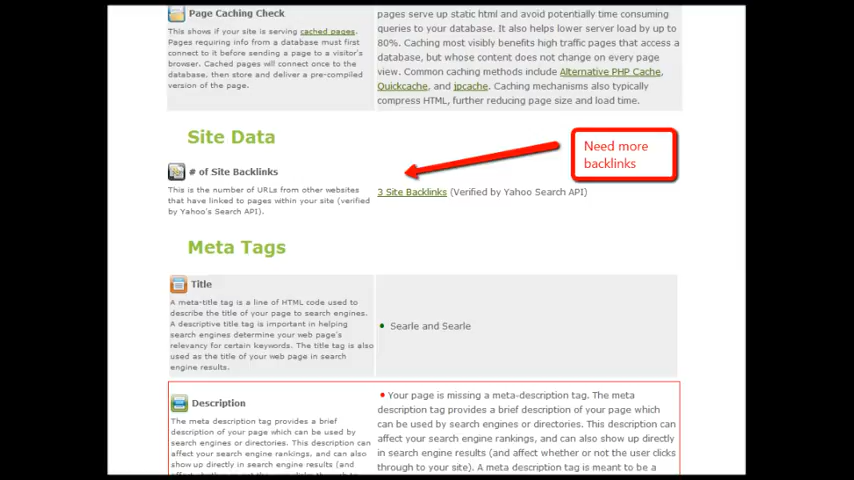 Page Caching Check
This shows if your site is serving cached pages.
Pages requiring info from a database must first
connect to it before sending a page to a visitor's
browser. Cached pages will connect once to the
database, then store and deliver a pre-compiled
version of the page.
pages serve up static html and avoid potentially time consuming
queries to your database. It also helps lower server load by up to
80%. Caching most visibly benefits high traffic pages that access a
database, but whose content does not change on every page
view. Common caching methods include Alternative PHP Cache,
Quickcache, and jpcache. Caching mechanisms also typically
compress HTML, further reducing page size and load time.
Site Data
Need more
backlinks
# of Site Backlinks
This is the number of URLs from other websites
that have linked to pages within your site (verified
by Yahoo's Search API).
3 Site Backlinks (Verified by Yahoo Search API)
Meta Tags
Title
A meta-title tag is a line of HTML code used to
describe the title of your page to search engines.
A descriptive title tag is important in helping
search engines determine your web page's
relevancy for certain keywords. The title tag is also
used as the title of your web page in search
engine results.
Searle and Searle
Description
The meta description tag provides a brief
description of your page which can be used by
search engines or directories. This description can
affect your search engine rankings, and can also
show up directly in search engine results (and
Your page is missing a meta-description tag. The meta
description tag provides a brief description of your page which
can be used by search engines or directories. This description can
affect your search engine rankings, and can also show up directly
in search engine results (and affect whether or not the user clicks
through to your site). A meta description tag is meant to be a